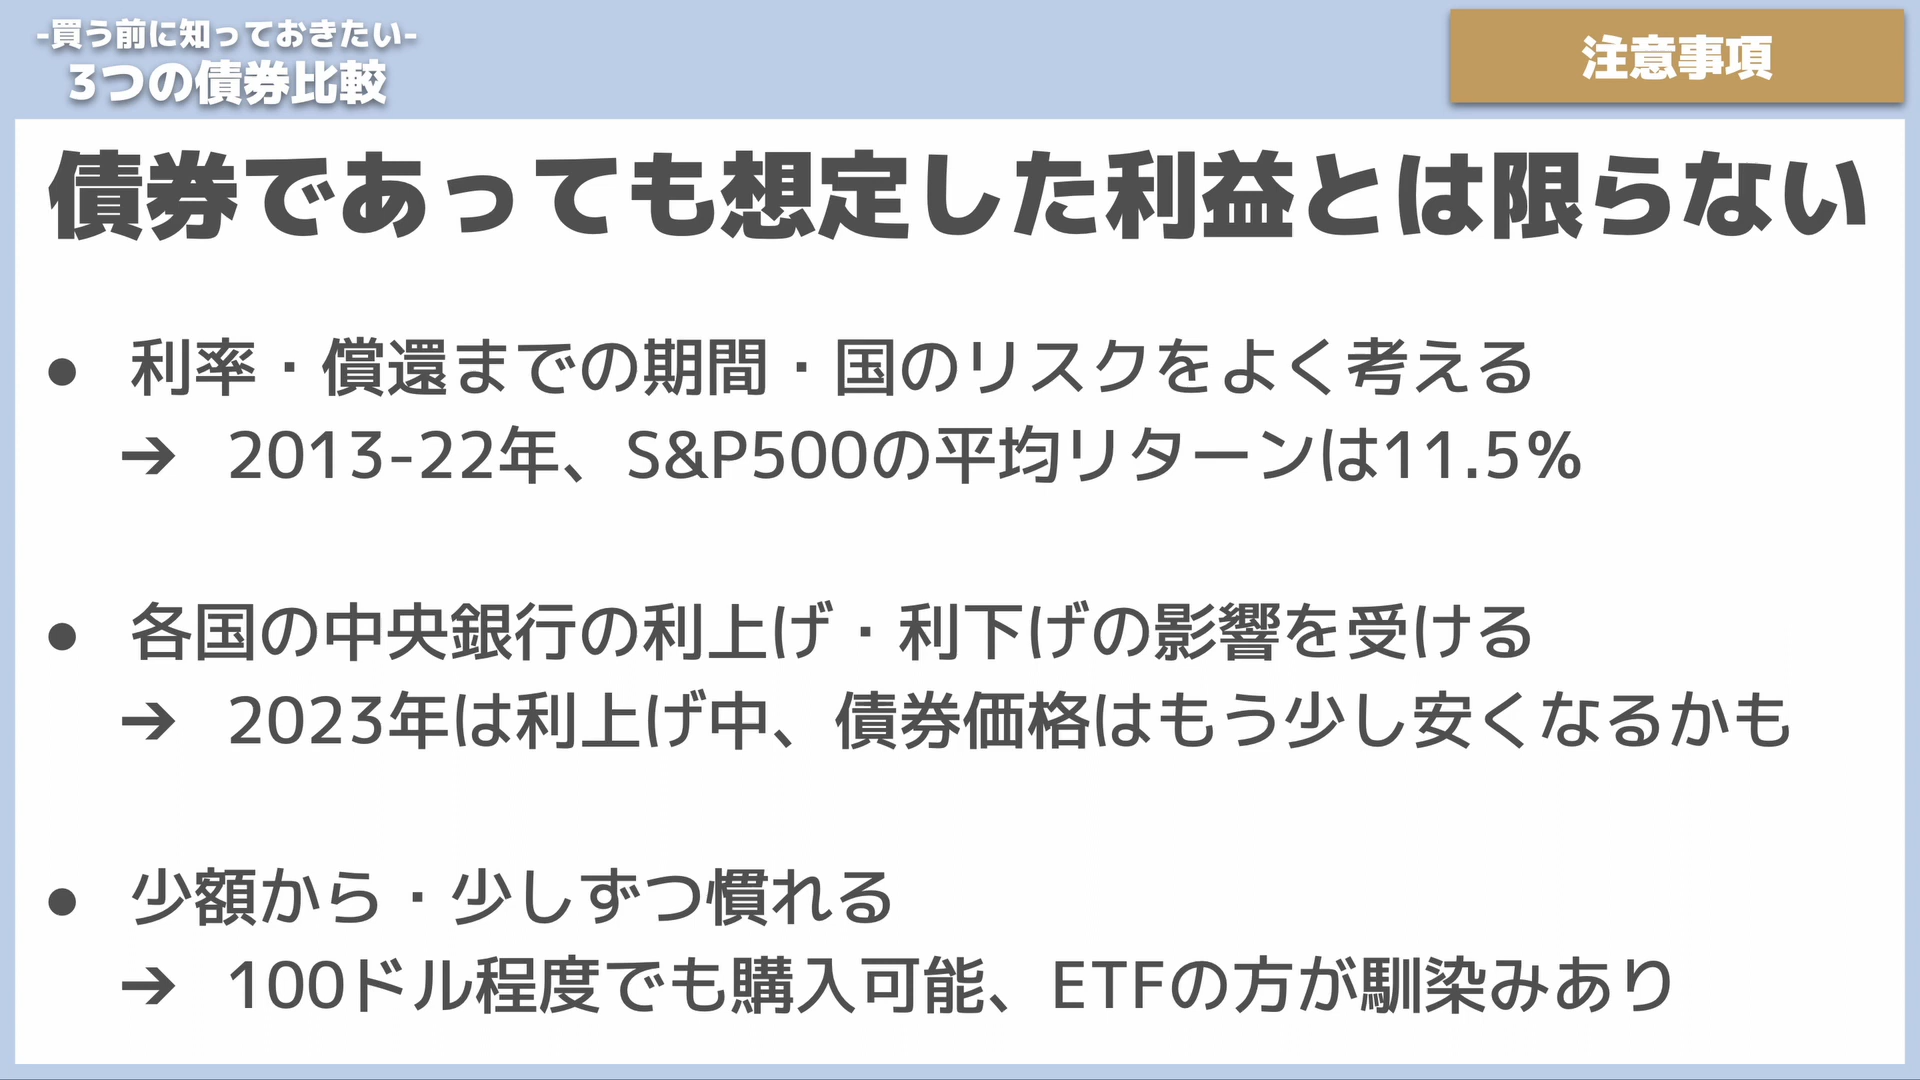 -買う前に知っておきたい-
3つの債券比較
注意事項
債券であっても想定した利益とは限らない
● 利率・償還までの期間・国のリスクをよく考える
➔ 2013-22年、S&P500の平均リターンは11.5%
● 各国の中央銀行の利上げ・利下げの影響を受ける
➔ 2023年は利上げ中、債券価格はもう少し安くなるかも
● 少額から・少しずつ慣れる
➔ 100ドル程度でも購入可能、ETFの方が馴染みあり